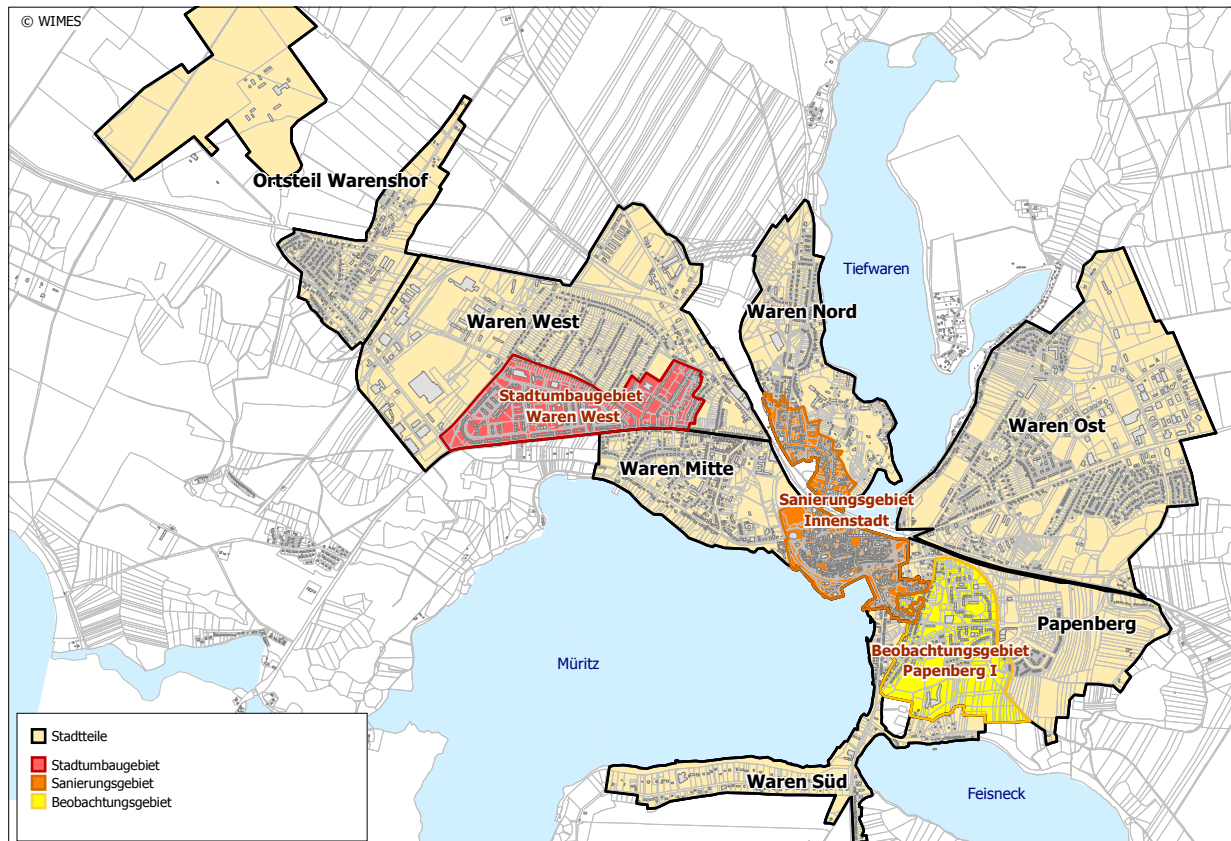 © WIMES
Ortsteil Warenshof
Tiefwaren
Waren Nord
Waren West
Stadtumbaugebiet
Waren West
Waren Ost
Waren Mitte
Sanierungsgebiet
Innenstadt
Papenberg
Beobachtungsgebiet
Papenberg I
Müritz
Waren Süd
Feisneck
Stadtteile
Stadtumbaugebiet
Sanierungsgebiet
Beobachtungsgebiet